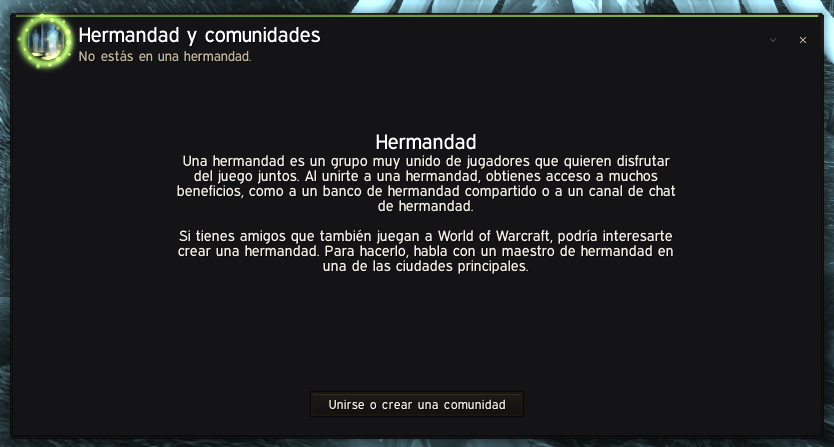 Hermandad y comunidades
No estás en una hermandad.
Hermandad
Una hermandad es un grupo muy unido de jugadores que quieren disfrutar
del juego juntos. Al unirte a una hermandad, obtienes acceso a muchos
beneficios, como a un banco de hermandad compartido o a un canal de chat
de hermandad.
Si tienes amigos que también juegan a World of Warcraft, podría interesarte
crear una hermandad. Para hacerlo, habla con un maestro de hermandad en
una de las ciudades principales.
Unirse o crear una comunidad